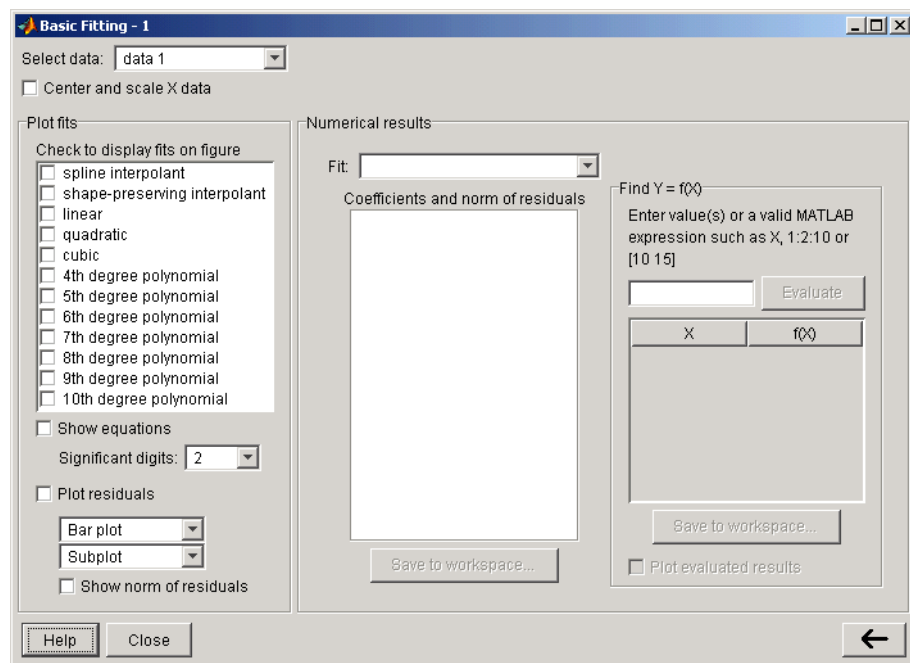 Basic Fitting - 1
Select data: data 1
Center and scale X data
Plot fits
Check to display fits on figure
spline interpolant
shape-preserving interpolant
linear
quadratic
cubic
4th degree polynomial
5th degree polynomial
6th degree polynomial
7th degree polynomial
8th degree polynomial
9th degree polynomial
10th degree polynomial
Show equations
Significant digits: 2
Plot residuals
Bar plot
Subplot
Show norm of residuals
Numerical results
Fit:
Coefficients and norm of residuals
Save to workspace...
Find Y = f(X)
Enter value(s) or a valid MATLAB
expression such as X, 1:2:10 or
[10 15]
Evaluate
X f(X)
Save to workspace...
Plot evaluated results
Help Close